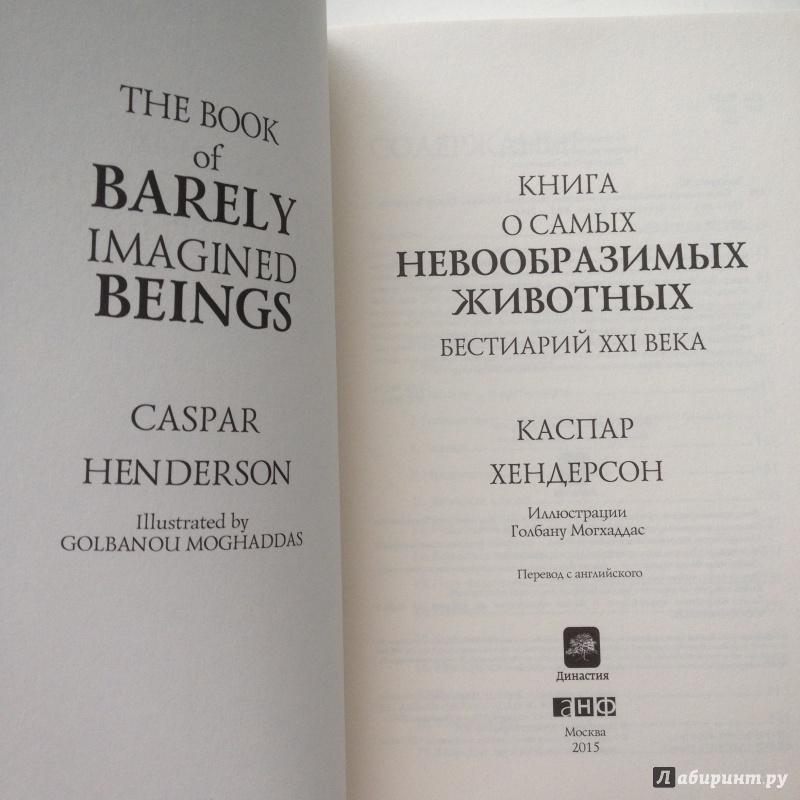 THE BOOK
of
BARELY
IMAGINED
BEINGS
CASPAR
HENDERSON
Illustrated by
GOLBANOU MOGHADDAS
СОДЕРЖАНИЕ
КНИГА
О САМЫХ
НЕВООБРАЗИМЫХ
ЖИВОТНЫХ
БЕСТИАРИЙ XXI ВЕКА
КАСПАР
ХЕНДЕРСОН
Иллюстрации
Голбану Могхаддас
Перевод с английского
Династия
анф
Москва
2015
Лабиринт.ру